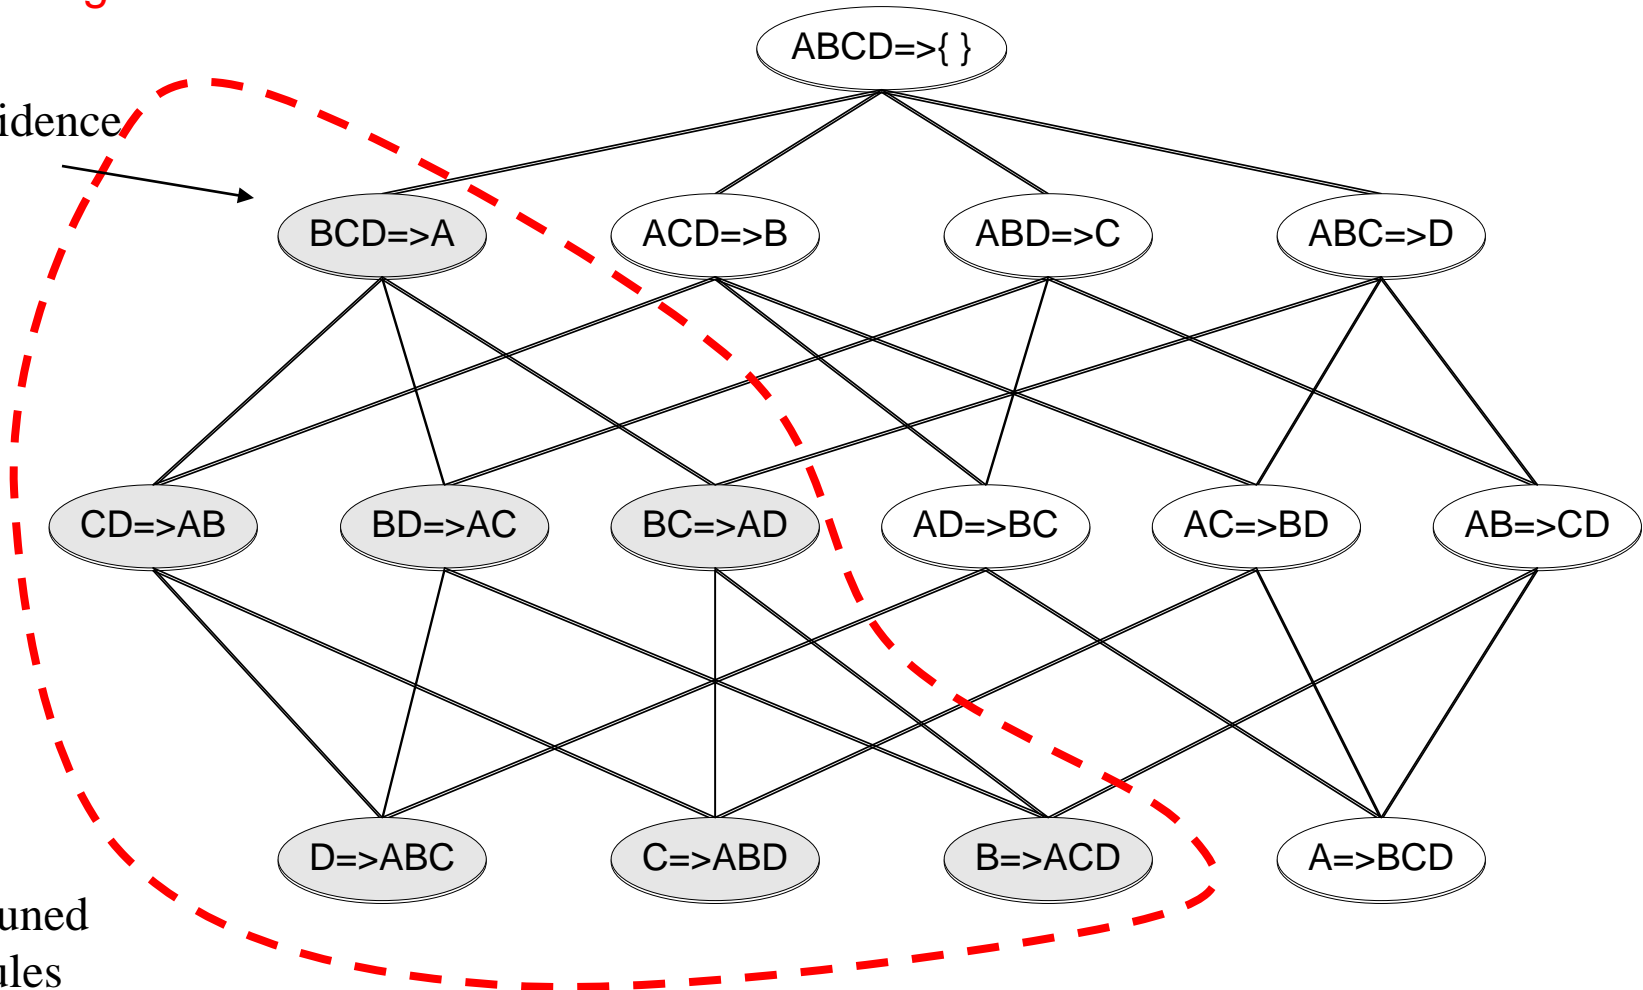 g
ABCD=>{ }
idence
BCD=>A
ACD=>B
ABD=>C
ABC=>D
CD=>AB
BD=>AC
BC=>AD
AD=>BC
AC=>BD
AB=>CD
D=>ABC
C=>ABD
B=>ACD
A=>BCD
uned
ules